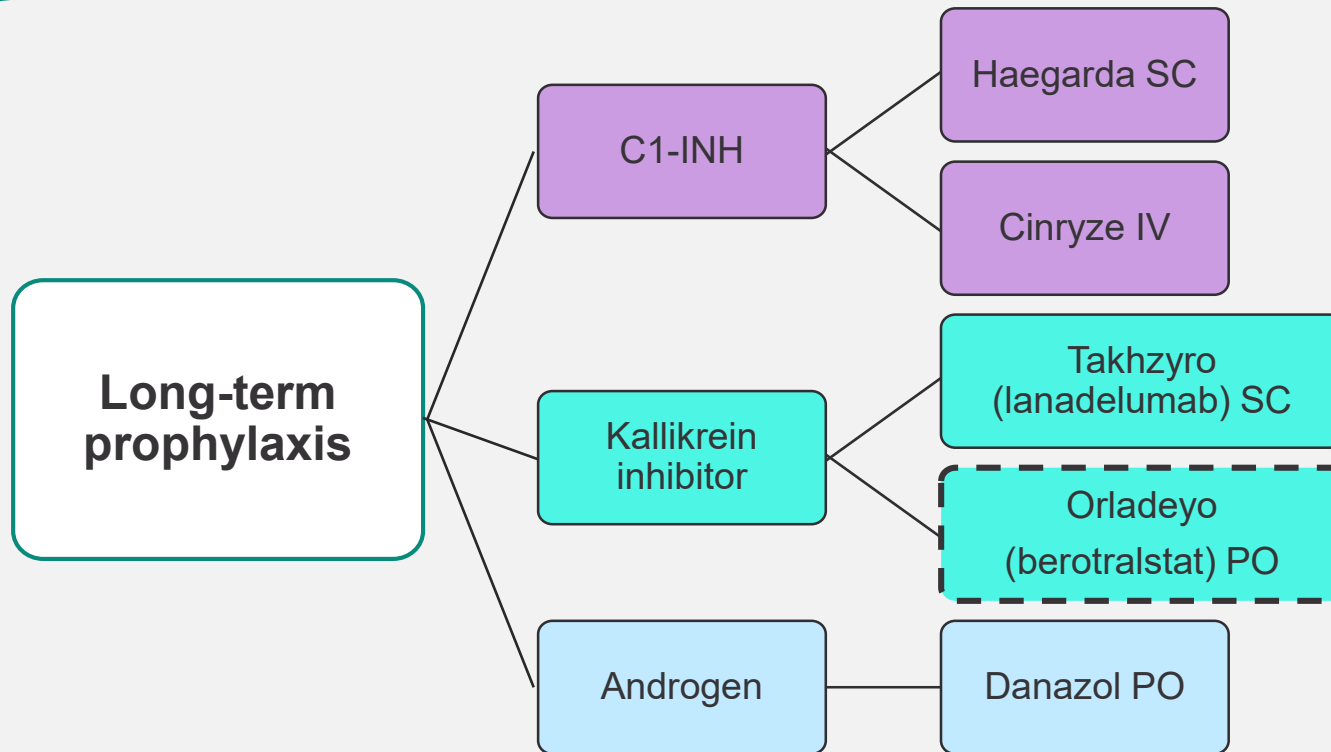 Long-term
prophylaxis
C1-INH
Haegarda SC
Cinryze IV
Kallikrein
inhibitor
Takhzyro
(lanadelumab) SC
Orladeyo
(berotralstat) PO
Androgen
Danazol PO